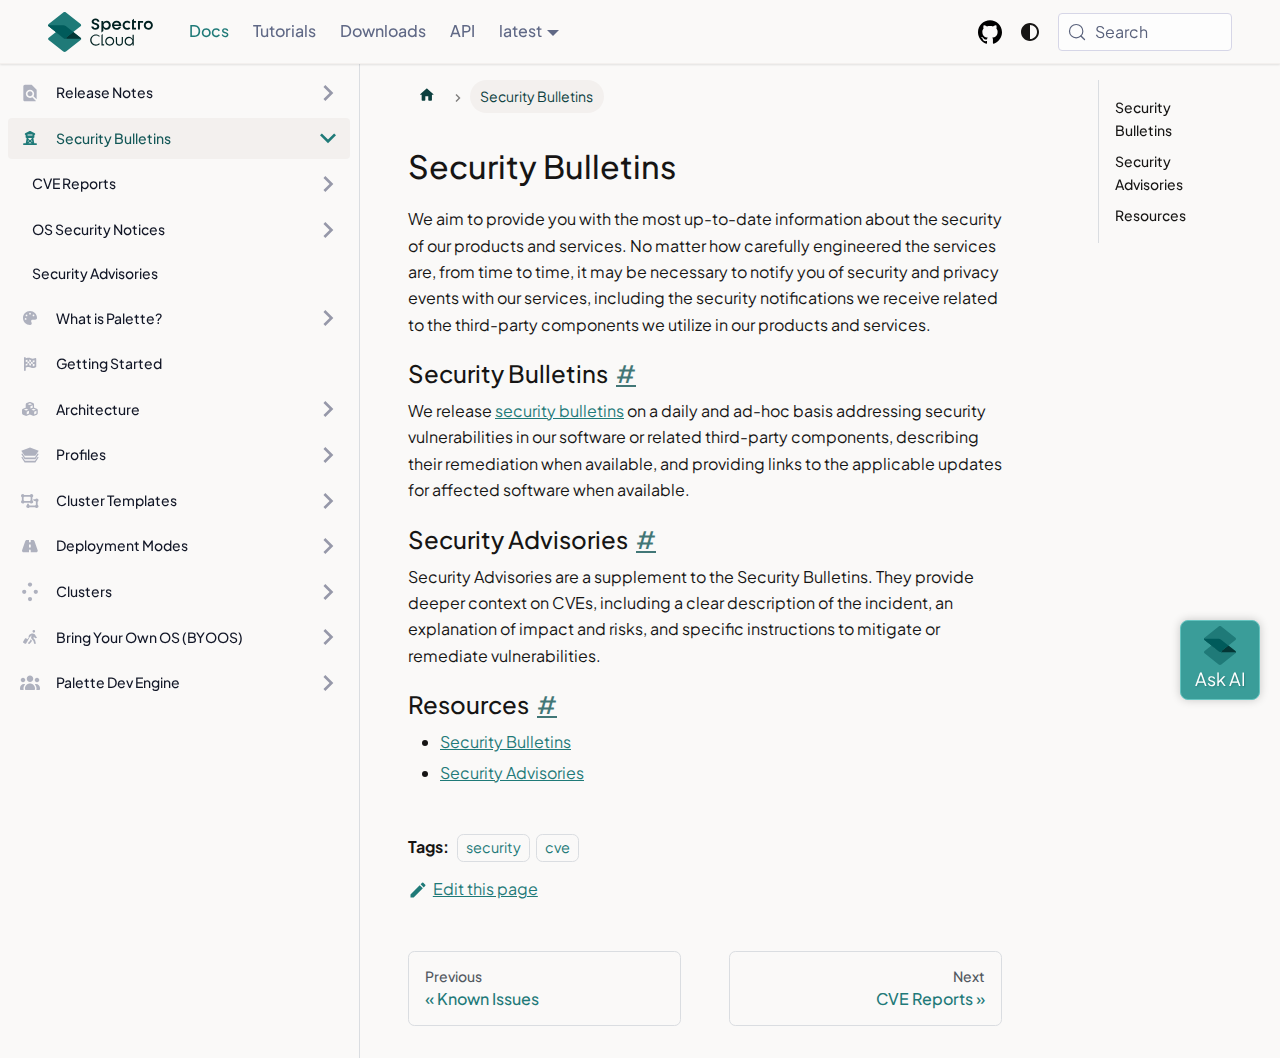 Spectro
Cloud
Docs
Tutorials
Downloads
API
latest
Search
Release Notes
Security Bulletins
CVE Reports
OS Security Notices
Security Advisories
What is Palette?
Getting Started
Architecture
Profiles
Cluster Templates
Deployment Modes
Clusters
Bring Your Own OS (BYOOS)
Palette Dev Engine
Security Bulletins
Security Bulletins
We aim to provide you with the most up-to-date information about the security
of our products and services. No matter how carefully engineered the services
are, from time to time, it may be necessary to notify you of security and privacy
events with our services, including the security notifications we receive related
to the third-party components we utilize in our products and services.
Security Bulletins #
We release security bulletins on a daily and ad-hoc basis addressing security
vulnerabilities in our software or related third-party components, describing
their remediation when available, and providing links to the applicable updates
for affected software when available.
Security Advisories #
Security Advisories are a supplement to the Security Bulletins. They provide
deeper context on CVEs, including a clear description of the incident, an
explanation of impact and risks, and specific instructions to mitigate or
remediate vulnerabilities.
Resources #
Security Bulletins
Security Advisories
Tags: security cve
Edit this page
Previous
« Known Issues
Next
CVE Reports »
Security
Bulletins
Security
Advisories
Resources
Ask AI